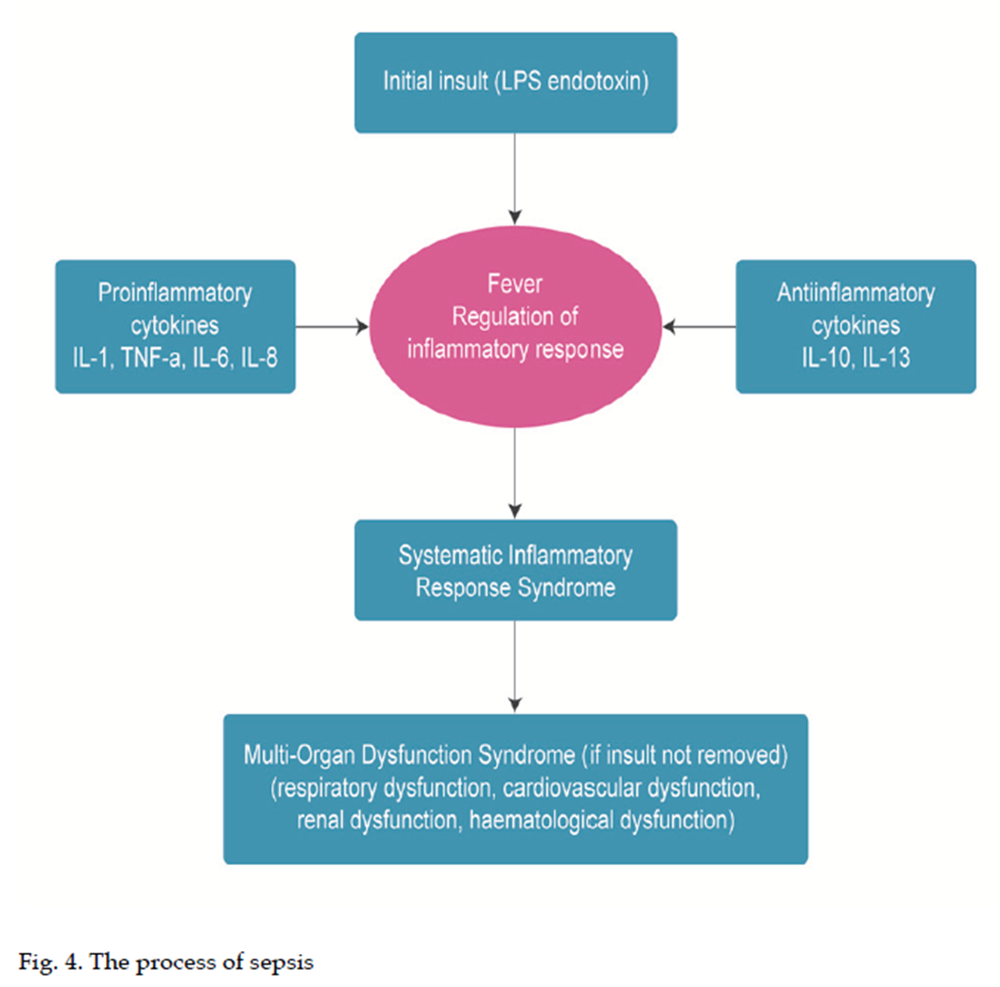 Initial insult (LPS endotoxin)
Proinflammatory
cytokines
IL-1, TNF-a, IL-6, IL-8
Fever
Regulation of
inflammatory response
Antiinflammatory
cytokines
IL-10, IL-13
Systematic Inflammatory
Response Syndrome
Multi-Organ Dysfunction Syndrome (if insult not removed)
(respiratory dysfunction, cardiovascular dysfunction,
renal dysfunction, haematological dysfunction)
Fig. 4. The process of sepsis